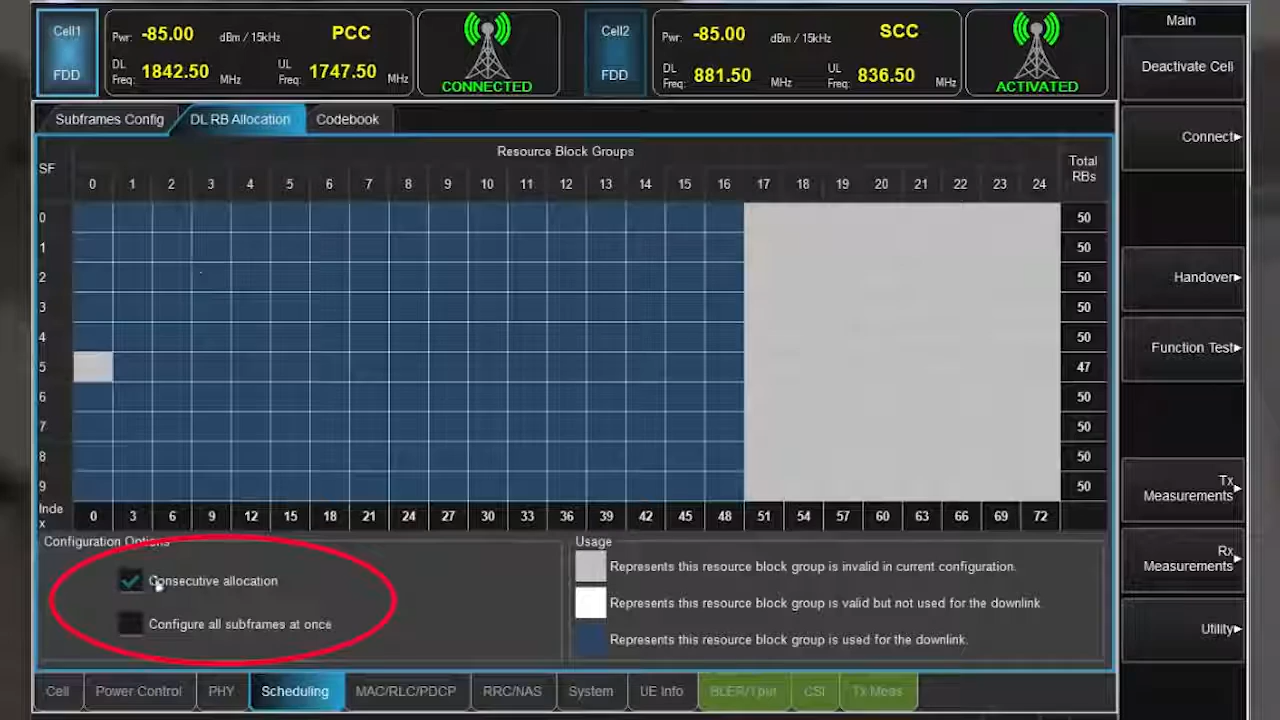 Cell1
FDD
Pwr: -85.00 dBm / 15kHz PCC
DL Freq: 1842.50 MHz UL Freq: 1747.50 MHz
CONNECTED
Cell2
FDD
Pwr: -85.00 dBm / 15kHz SCC
DL Freq: 881.50 MHz UL Freq: 836.50 MHz
ACTIVATED
Main
Deactivate Cell
Connect
Handover
Function Test
Tx Measurements
Rx Measurements
Utility
Subframes Config DL RB Allocation Codebook
Resource Block Groups
SF 0 1 2 3 4 5 6 7 8 9 10 11 12 13 14 15 16 17 18 19 20 21 22 23 24 Total RBs
0 50
1 50
2 50
3 50
4 50
5 47
6 50
7 50
8 50
9 50
Index 0 3 6 9 12 15 18 21 24 27 30 33 36 39 42 45 48 51 54 57 60 63 66 69 72
Configuration Options
Consecutive allocation
Configure all subframes at once
Usage
Represents this resource block group is invalid in current configuration.
Represents this resource block group is valid but not used for the downlink
Represents this resource block group is used for the downlink.
Cell Power Control PHY Scheduling MAC/RLC/PDCP RRC/NAS System UE Info BLER/Tput CSI Tx Meas